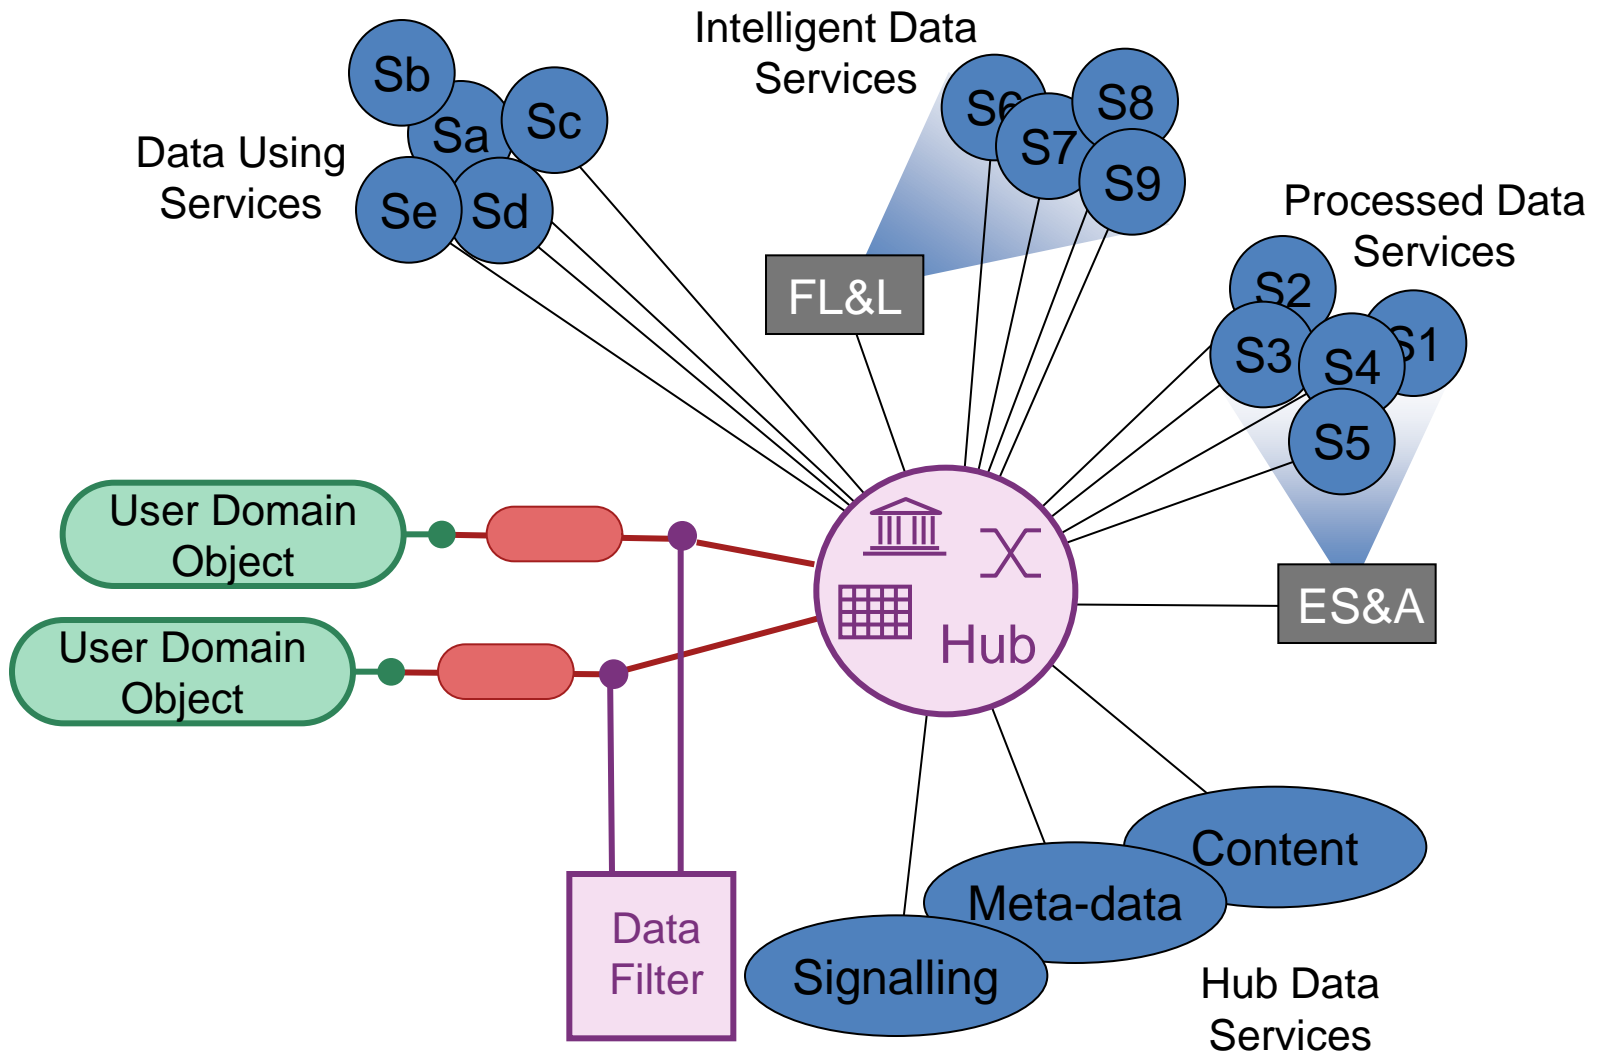 Intelligent Data
Services
Sb
Sa
Sc
Se
Sd
Data Using
Services
S6
S7
S8
S9
Processed Data
Services
FL&L
S2
S3
S4
S1
S5
User Domain
Object
User Domain
Object
Hub
ES&A
Content
Meta-data
Signalling
Data
Filter
Hub Data
Services